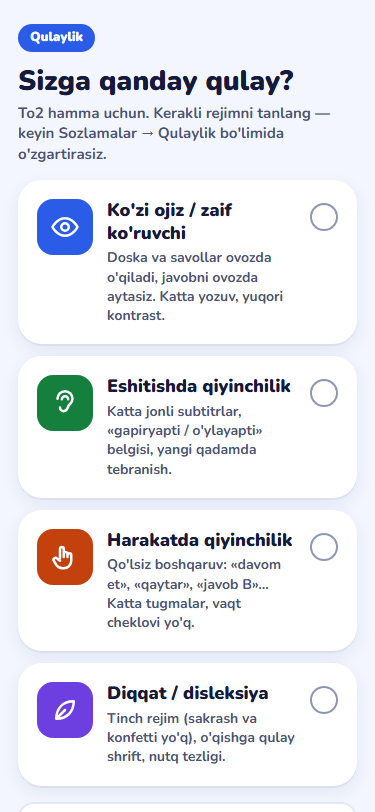 Qulaylik
Sizga qanday qulay?
To2 hamma uchun. Kerakli rejimni tanlang —
keyin Sozlamalar → Qulaylik bo'limida
o'zgartirasiz.
Ko'zi ojiz / zaif
ko'ruvchi
Doska va savollar ovozda
o'qiladi, javobni ovozda
aytasiz. Katta yozuv, yuqori
kontrast.
Eshitishda qiyinchilik
Katta jonli subtitrlar,
«gapiryapti / o'ylayapti»
belgisi, yangi qadamda
tebranish.
Harakatda qiyinchilik
Qo'lsiz boshqaruv: «davom
et», «qaytar», «javob B»...
Katta tugmalar, vaqt
cheklovi yo'q.
Diqqat / disleksiya
Tinch rejim (sakrash va
konfetti yo'q), o'qishga qulay
shrift, nutq tezligi.